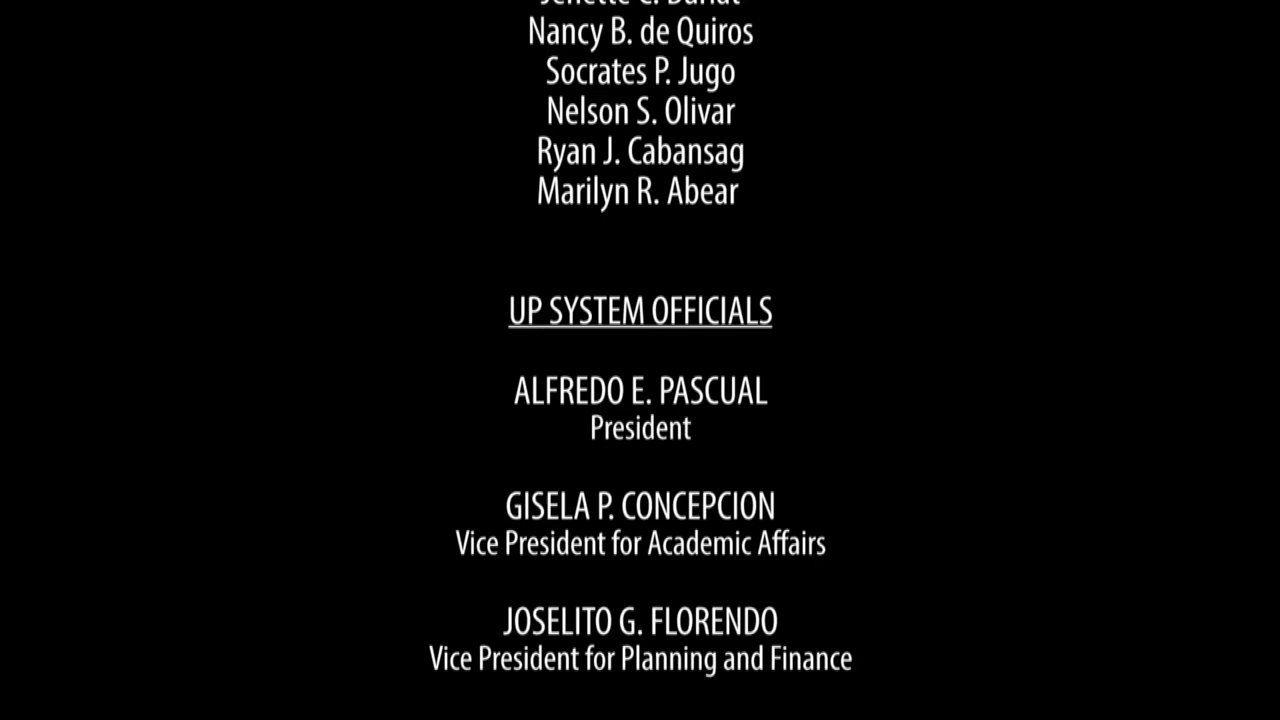 Nancy B. de Quiros
Socrates P. Jugo
Nelson S. Olivar
Ryan J. Cabansag
Marilyn R. Abear
UP SYSTEM OFFICIALS
ALFREDO E. PASCUAL
President
GISELA P. CONCEPCION
Vice President for Academic Affairs
JOSELITO G. FLORENDO
Vice President for Planning and Finance